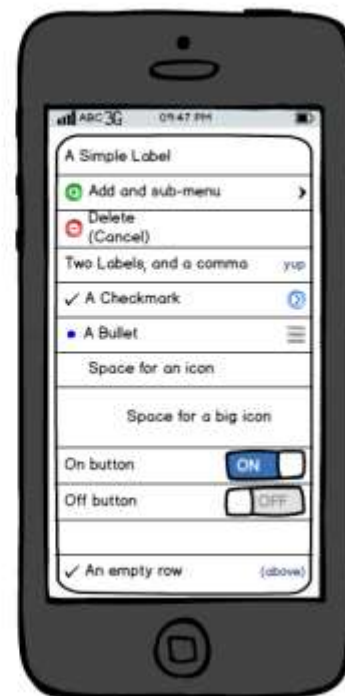 ABC 3G 09:47 PM
A Simple Label
Add and sub-menu
Delete
(Cancel)
Two Labels, and a comma yup
A Checkmark
A Bullet
Space for an icon
Space for a big icon
On button ON
Off button OFF
An empty row (above)